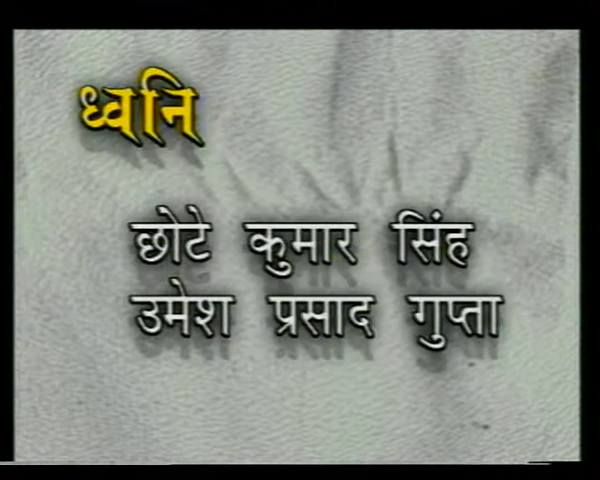 ध्वनि
छोटे कुमार सिंह
उमेश प्रसाद गुप्ता